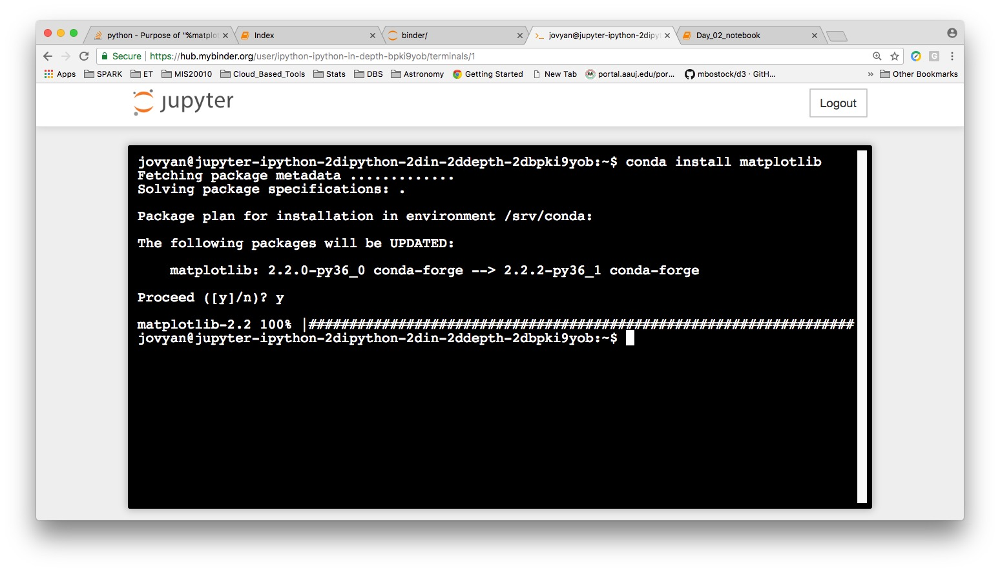 python - Purpose of "%matplot
Index
binder/
jovyan@jupyter-ipython-2dipyt
Day_02_notebook
Secure https://hub.mybinder.org/user/ipython-ipython-in-depth-bpki9yob/terminals/1
Apps SPARK ET MIS20010 Cloud_Based_Tools Stats DBS Astronomy Getting Started New Tab portal.aauj.edu/por... mbostock/d3 · GitH... » Other Bookmarks
jupyter
Logout
jovyan@jupyter-ipython-2dipython-2din-2ddepth-2dbpki9yob:~$ conda install matplotlib
Fetching package metadata .............
Solving package specifications: .
Package plan for installation in environment /srv/conda:
The following packages will be UPDATED:
matplotlib: 2.2.0-py36_0 conda-forge --> 2.2.2-py36_1 conda-forge
Proceed ([y]/n)? y
matplotlib-2.2 100% |###################################################################
jovyan@jupyter-ipython-2dipython-2din-2ddepth-2dbpki9yob:~$